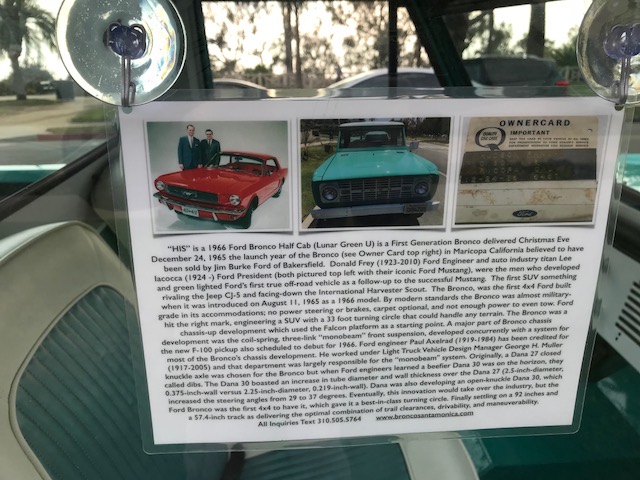 OWNERCARD
IMPORTANT
Ford
"HIS" is a 1966 Ford Bronco Half Cab (Lunar Green U) is a First Generation Bronco delivered Christmas Eve
December 24, 1965 the launch year of the Bronco (see Owner Card top right) in Maricopa California believed to have
been sold by Jim Burke Ford of Bakersfield. Donald Frey (1923-2010) Ford Engineer and auto industry titan Lee
Iacocca (1924 -) Ford President (both pictured top left with their iconic Ford Mustang), were the men who developed
and green lighted Ford's first true off-road vehicle as a follow-up to the successful Mustang. The first SUV something
rivaling the Jeep CJ-5 and facing-down the International Harvester Scout. The Bronco, was the first 4x4 Ford built
when it was introduced on August 11, 1965 as a 1966 model. By modern standards the Bronco was almost military-
grade in its accommodations; no power steering or brakes, carpet optional, and not enough power to even tow. Ford
hit the right mark, engineering a SUV with a 33 foot turning circle that could handle any terrain. The Bronco was a
chassis-up development which used the Falcon platform as a starting point. A major part of Bronco chassis
development was the coil-spring, three-link "monobeam" front suspension, developed concurrently with a system for
the new F-100 pickup also scheduled to debut for 1966. Ford engineer Paul Axelrad (1919-1984) has been credited for
most of the Bronco's chassis development. He worked under Light Truck Vehicle Design Manager George H. Muller
(1917-2005) and that department was largely responsible for the "monobeam" system. Originally, a Dana 27 closed
knuckle axle was chosen for the Bronco but when Ford engineers learned a beefier Dana 30 was on the horizon, they
called dibs. The Dana 30 boasted an increase in tube diameter and wall thickness over the Dana 27 (2.5-inch-diameter,
0.375-inch-wall versus 2.25-inch-diameter, 0.219-inch-wall). Dana was also developing an open-knuckle Dana 30, which
increased the steering angles from 29 to 37 degrees. Eventually, this innovation would take over the industry, but the
Ford Bronco was the first 4x4 to have it, which gave it a best-in-class turning circle. Finally settling on a 92 inches and
a 57.4-inch track as delivering the optimal combination of trail clearances, drivability, and maneuverability.
All Inquiries Text 310.505.5764 www.broncosantamonica.com